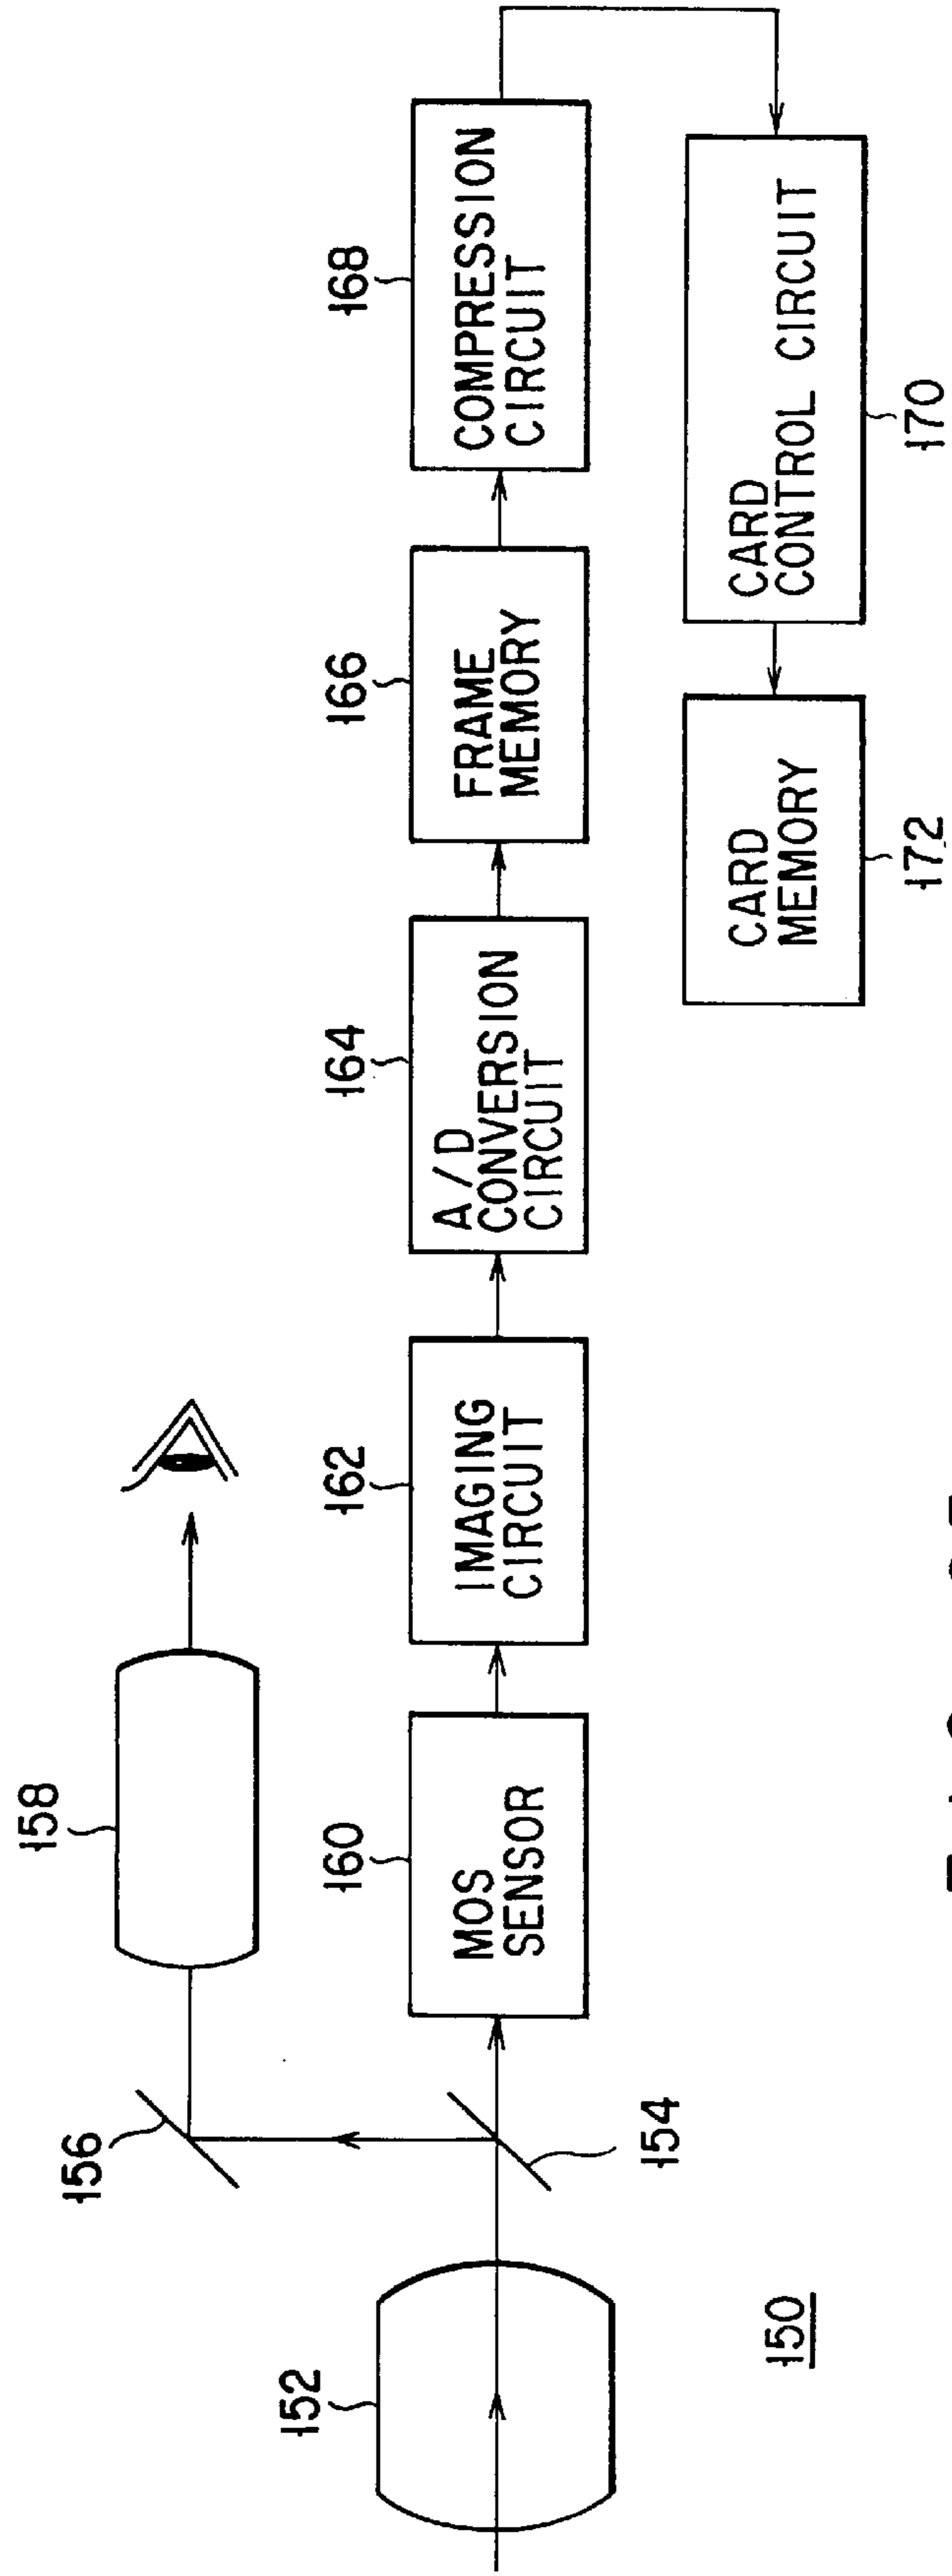 158
156
168
166
164
162
160
152
COMPRESSION
CIRCUIT
FRAME
MEMORY
A/D
CONVERSION
CIRCUIT
IMAGING
CIRCUIT
MOS
SENSOR
154
CARD
CONTROL CIRCUIT
CARD
MEMORY
150
170
172